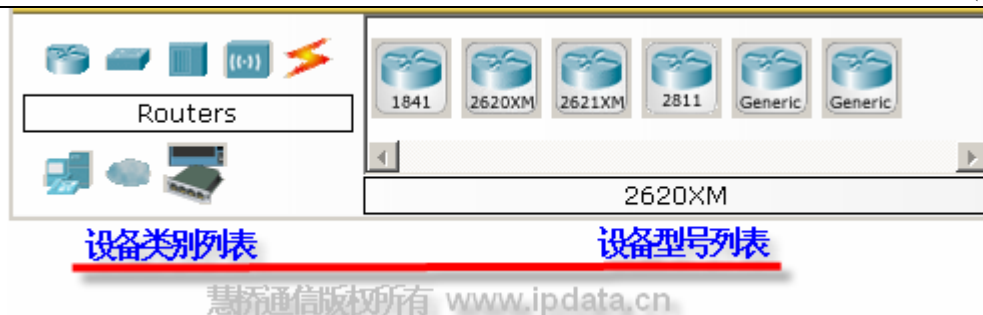 1841 2620XM 2621XM 2811 Generic Generic
Routers
2620XM
设备类别列表 设备型号列表
慧桥通信版权所有 www.ipdata.cn